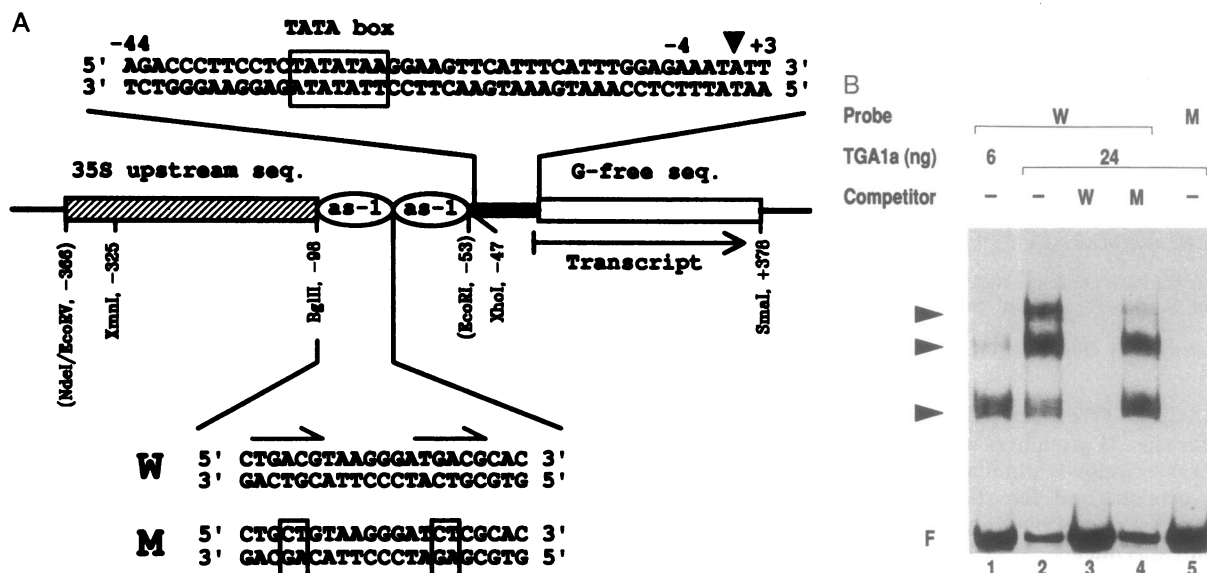 A
TATA box
-44
-4
+3
5' AGACCCTTCCTCTATATAAGGAAGTTCATTTCATTTGGAGAAATATT 3'
3' TCTGGGAAGGAGATATATTCCTTCAAGTAAAGTAAACCTCTTTATAA 5'
35S upstream seq.
G-free seq.
as-1
as-1
Transcript
(NdeI/EcoRV, -366)
XmnI, -325
BglII, -98
(EcoRI, -53)
XhoI, -47
SmaI, +378
W
5' CTGACGTAAGGGATGACGCAC 3'
3' GACTGCATTCCCTACTGCGTG 5'
M
5' CTGCTGTAAGGGATCTCGCAC 3'
3' GACGACATTCCCTAGAGCGTG 5'
B
Probe W M
TGA1a (ng) 6 24
Competitor – – W M –
F
1 2 3 4 5